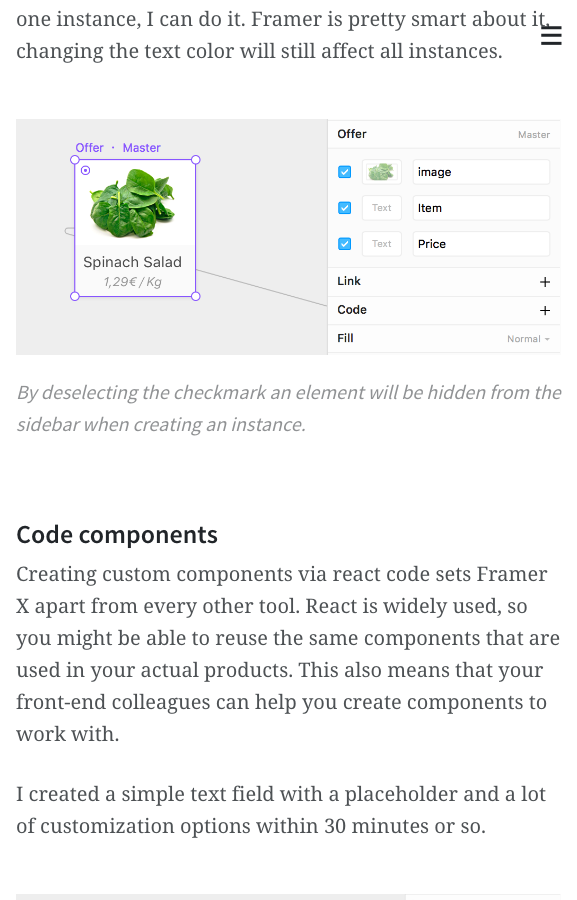 one instance, I can do it. Framer is pretty smart about it,
changing the text color will still affect all instances.
Offer · Master
Spinach Salad
1,29€ / Kg
Offer
Master
image
Text
Item
Text
Price
Link
Code
Fill
Normal
By deselecting the checkmark an element will be hidden from the
sidebar when creating an instance.
Code components
Creating custom components via react code sets Framer
X apart from every other tool. React is widely used, so
you might be able to reuse the same components that are
used in your actual products. This also means that your
front-end colleagues can help you create components to
work with.
I created a simple text field with a placeholder and a lot
of customization options within 30 minutes or so.